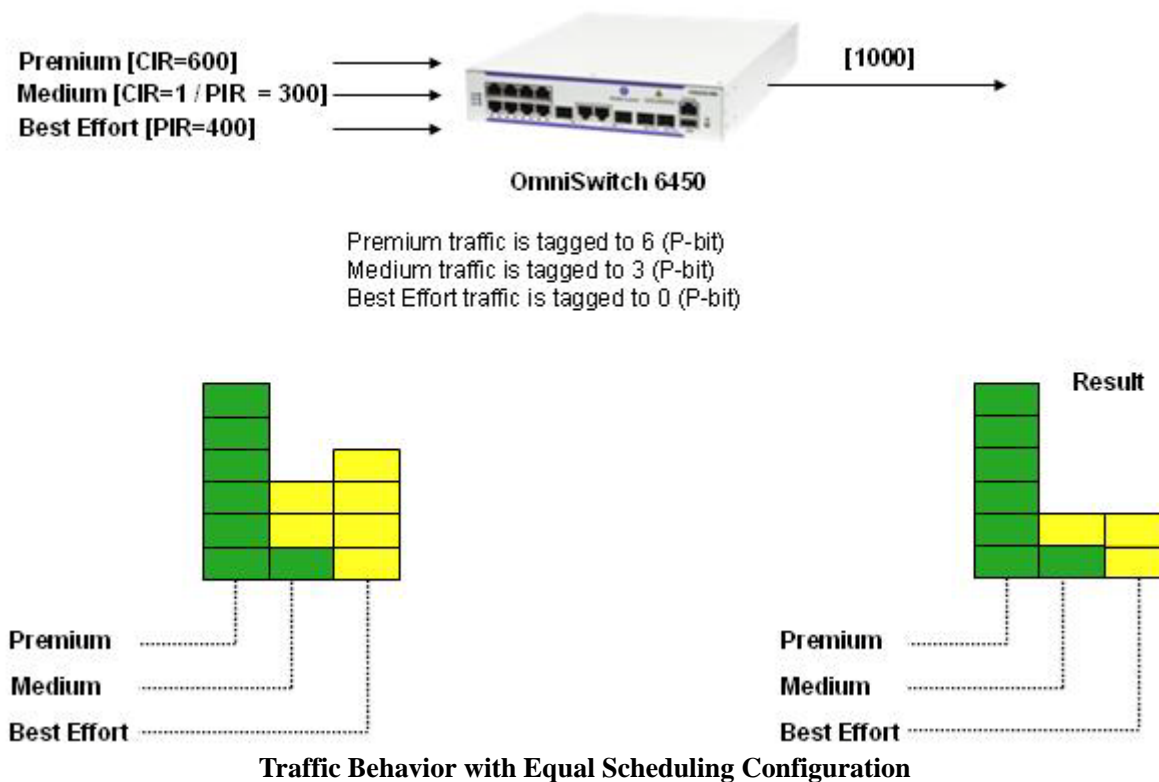 Premium [CIR=600]
Medium [CIR=1 / PIR = 300]
Best Effort [PIR=400]
[1000]
OmniSwitch 6450
Premium traffic is tagged to 6 (P-bit)
Medium traffic is tagged to 3 (P-bit)
Best Effort traffic is tagged to 0 (P-bit)
Result
Premium
Medium
Best Effort
Premium
Medium
Best Effort
Traffic Behavior with Equal Scheduling Configuration